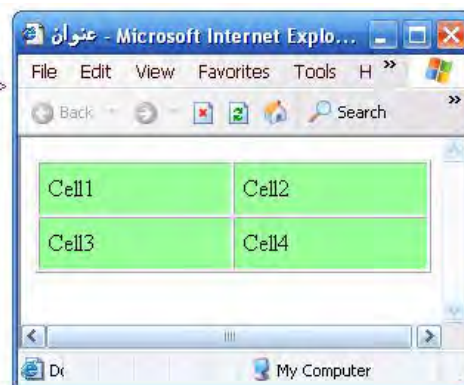 عنوان - Microsoft Internet Explo...
File Edit View Favorites Tools H »
Back Search »
Cell1 Cell2
Cell3 Cell4
My Computer